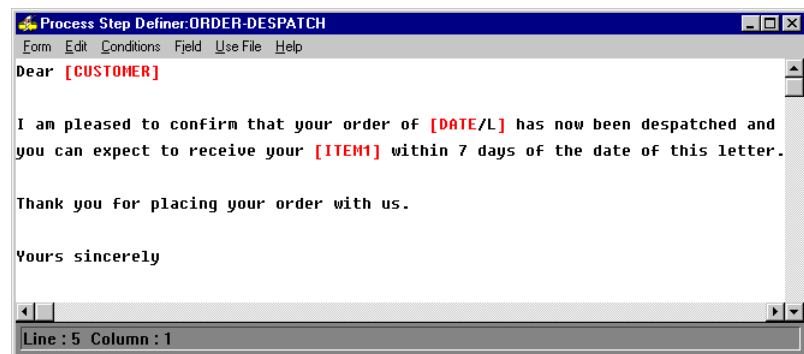 Process Step Definer:ORDER-DESPATCH
Form Edit Conditions Field Use File Help
Dear [CUSTOMER]
I am pleased to confirm that your order of [DATE/L] has now been despatched and
you can expect to receive your [ITEM1] within 7 days of the date of this letter.
Thank you for placing your order with us.
Yours sincerely
Line : 5 Column : 1